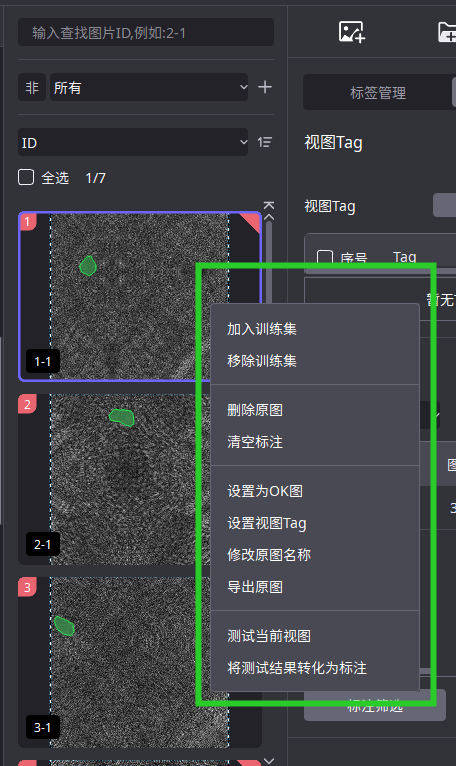 输入查找图片ID,例如:2-1
非 所有
ID
全选 1/7
1
1-1
2
2-1
3
3-1
标签管理
视图Tag
视图Tag
序号 Tag
暂无
加入训练集
移除训练集
删除原图
清空标注
设置为OK图
设置视图Tag
修改原图名称
导出原图
测试当前视图
将测试结果转化为标注
标注筛选